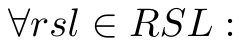 ∀rsl ∈ RSL :